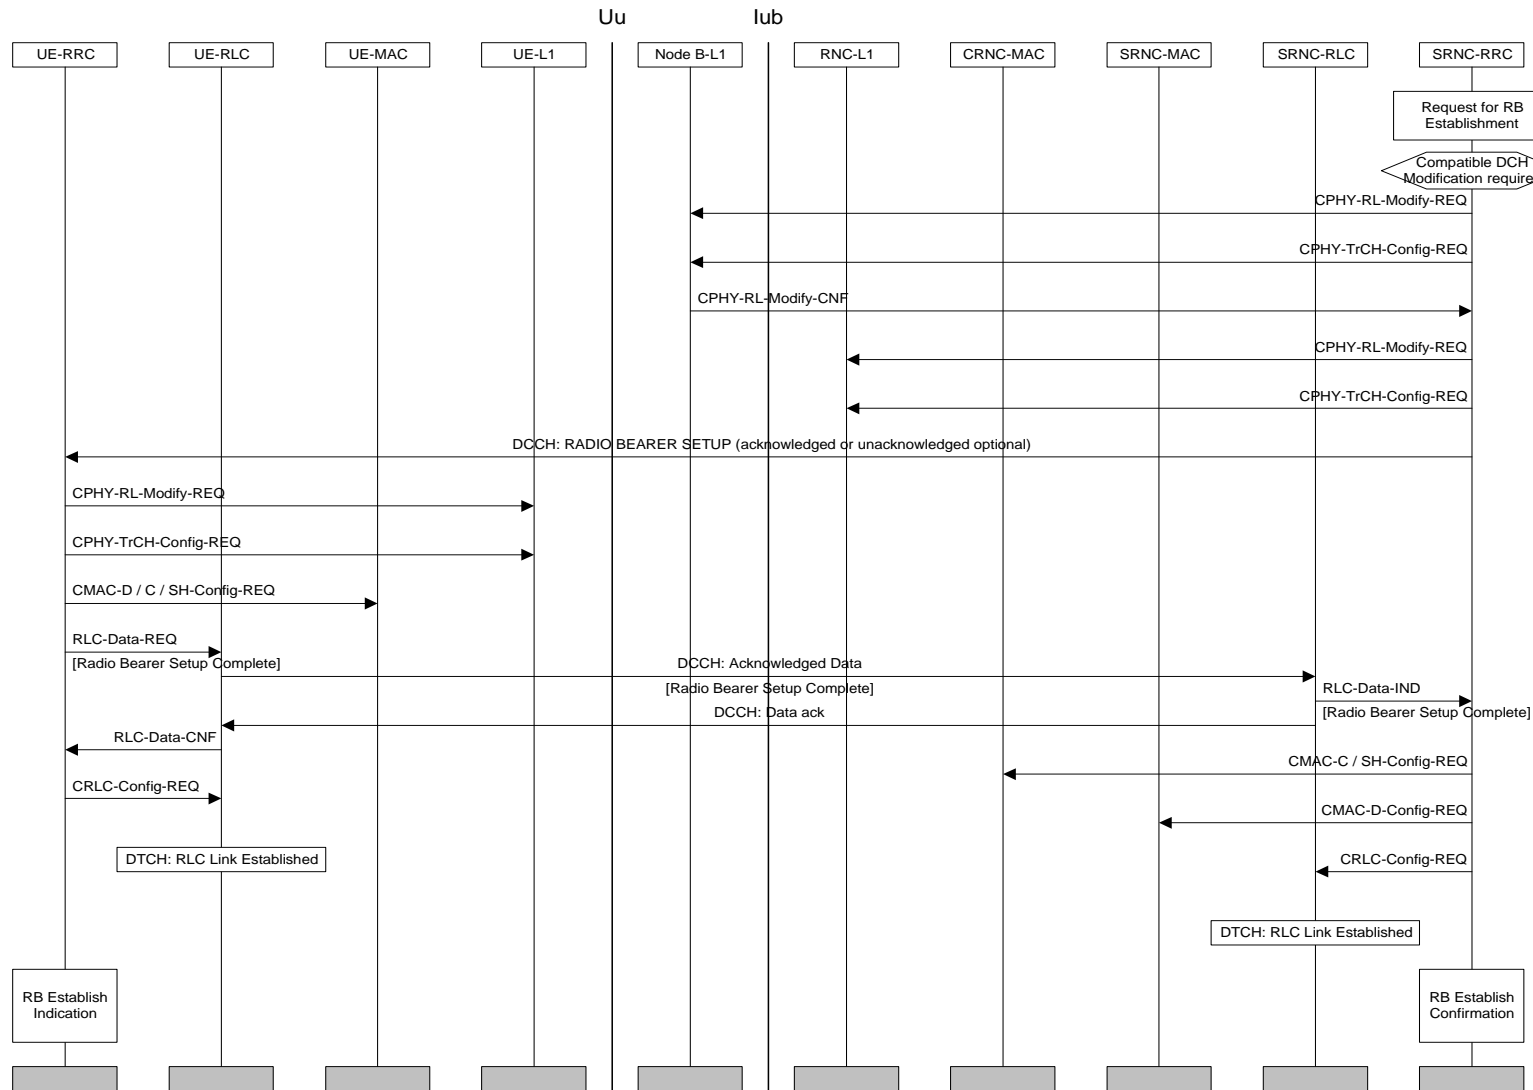 Uu
Iub
UE-RRC
UE-RLC
UE-MAC
UE-L1
Node B-L1
RNC-L1
CRNC-MAC
SRNC-MAC
SRNC-RLC
SRNC-RRC
Request for RB
Establishment
Compatible DCH
Modification require
CPHY-RL-Modify-REQ
CPHY-TrCH-Config-REQ
CPHY-RL-Modify-CNF
CPHY-RL-Modify-REQ
CPHY-TrCH-Config-REQ
DCCH: RADIO BEARER SETUP (acknowledged or unacknowledged optional)
CPHY-RL-Modify-REQ
CPHY-TrCH-Config-REQ
CMAC-D / C / SH-Config-REQ
RLC-Data-REQ
[Radio Bearer Setup Complete]
DCCH: Acknowledged Data
[Radio Bearer Setup Complete]
RLC-Data-IND
[Radio Bearer Setup Complete]
DCCH: Data ack
RLC-Data-CNF
CMAC-C / SH-Config-REQ
CRLC-Config-REQ
CMAC-D-Config-REQ
DTCH: RLC Link Established
CRLC-Config-REQ
DTCH: RLC Link Established
RB Establish
Indication
RB Establish
Confirmation